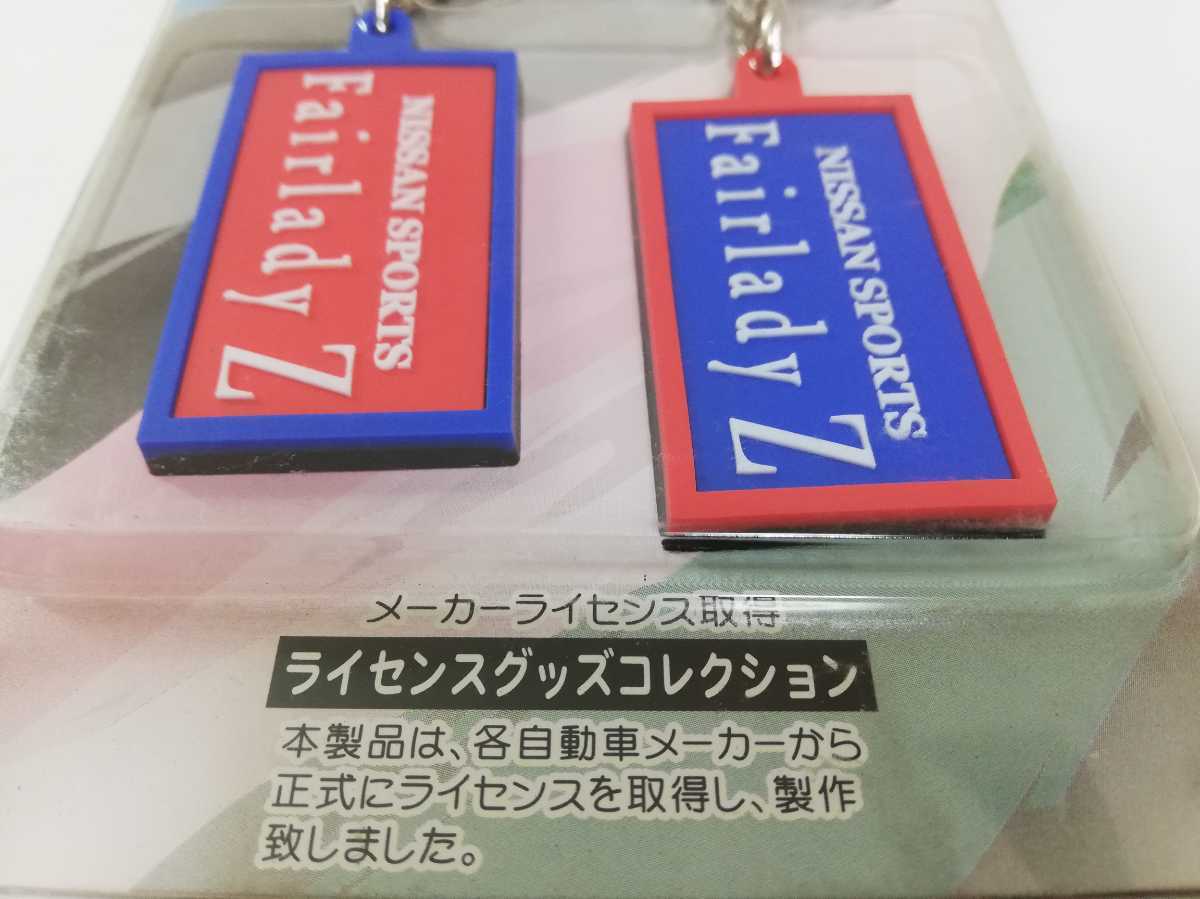 NISSAN SPORTS
Fairlady Z
NISSAN SPORTS
Fairlady Z
メーカーライセンス取得
ライセンスグッズコレクション
本製品は、各自動車メーカーから
正式にライセンスを取得し、製作
致しました。